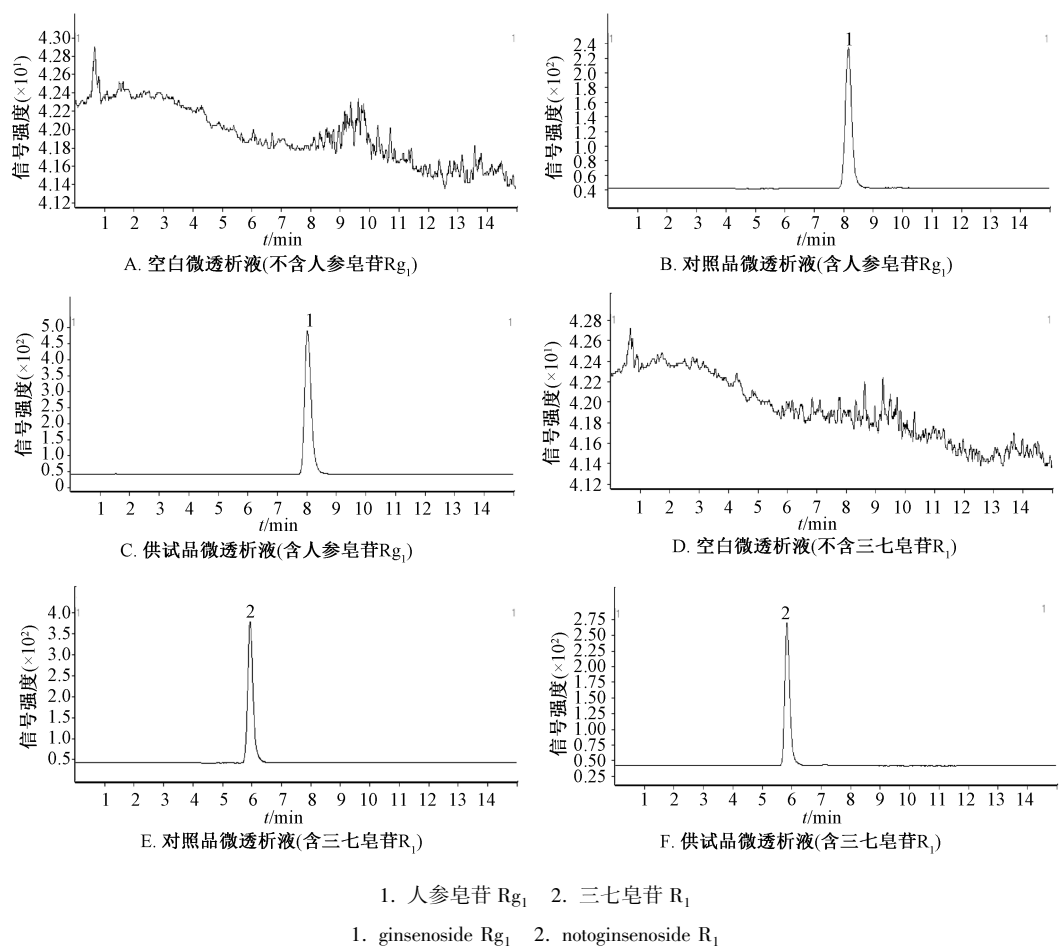 信号强度(×10¹)
4.30
4.28
4.26
4.24
4.22
4.20
4.18
4.16
4.14
4.12
1
1
1 2 3 4 5 6 7 8 9 10 11 12 13 14
t/min
A. 空白微透析液(不含人参皂苷Rg₁)
信号强度(×10²)
2.4
2.2
2.0
1.8
1.6
1.4
1.2
1.0
0.8
0.6
0.4
1
1
1
1 2 3 4 5 6 7 8 9 10 11 12 13 14
t/min
B. 对照品微透析液(含人参皂苷Rg₁)
信号强度(×10²)
5.0
4.5
4.0
3.5
3.0
2.5
2.0
1.5
1.0
0.5
0
1
1
1
1 2 3 4 5 6 7 8 9 10 11 12 13 14
t/min
C. 供试品微透析液(含人参皂苷Rg₁)
信号强度(×10¹)
4.28
4.26
4.24
4.22
4.20
4.18
4.16
4.14
4.12
1
1
1 2 3 4 5 6 7 8 9 10 11 12 13 14
t/min
D. 空白微透析液(不含三七皂苷R₁)
信号强度(×10²)
4.0
3.5
3.0
2.5
2.0
1.5
1.0
0.5
1
2
1
1 2 3 4 5 6 7 8 9 10 11 12 13 14
t/min
E. 对照品微透析液(含三七皂苷R₁)
信号强度(×10²)
2.75
2.50
2.25
2.00
1.75
1.50
1.25
1.00
0.75
0.50
0.25
1
2
1
1 2 3 4 5 6 7 8 9 10 11 12 13 14
t/min
F. 供试品微透析液(含三七皂苷R₁)
1. 人参皂苷 Rg₁ 2. 三七皂苷 R₁
1. ginsenoside Rg₁ 2. notoginsenoside R₁